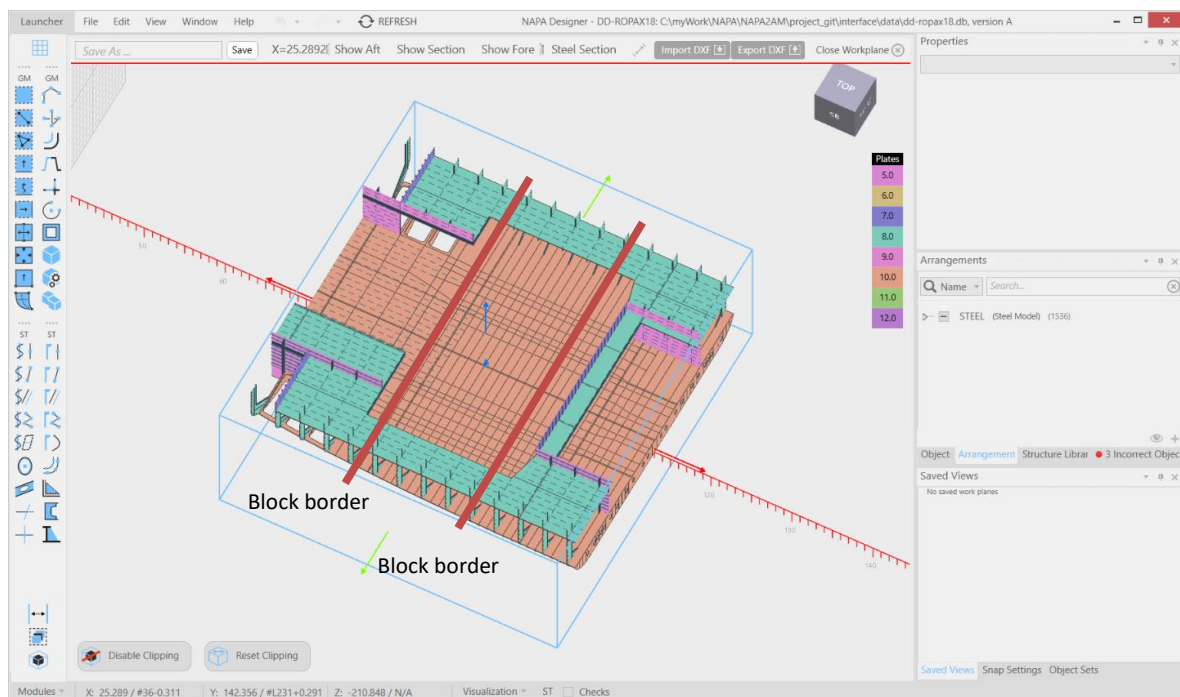 Launcher File Edit View Window Help REFRESH NAPA Designer - DD-ROPAX18: C:\myWork\NAPA\NAPA2AM\project_git\interface\data\dd-ropax18.db, version A
Save As ... Save X=25.2892 Show Aft Show Section Show Fore Steel Section Import DXF Export DXF Close Workplane
Properties
GM GM
TOP
SB
Plates
5.0
6.0
7.0
8.0
9.0
10.0
11.0
12.0
50
60
120
130
140
Arrangements
Name Search...
STEEL (Steel Model) (1536)
ST ST
Block border
Block border
Object Arrangement Structure Librar 3 Incorrect Objec
Saved Views
No saved work planes
Disable Clipping Reset Clipping
Saved Views Snap Settings Object Sets
Modules X: 25.289 / #36-0.311 Y: 142.356 / #L231+0.291 Z: -210.848 / N/A Visualization ST Checks